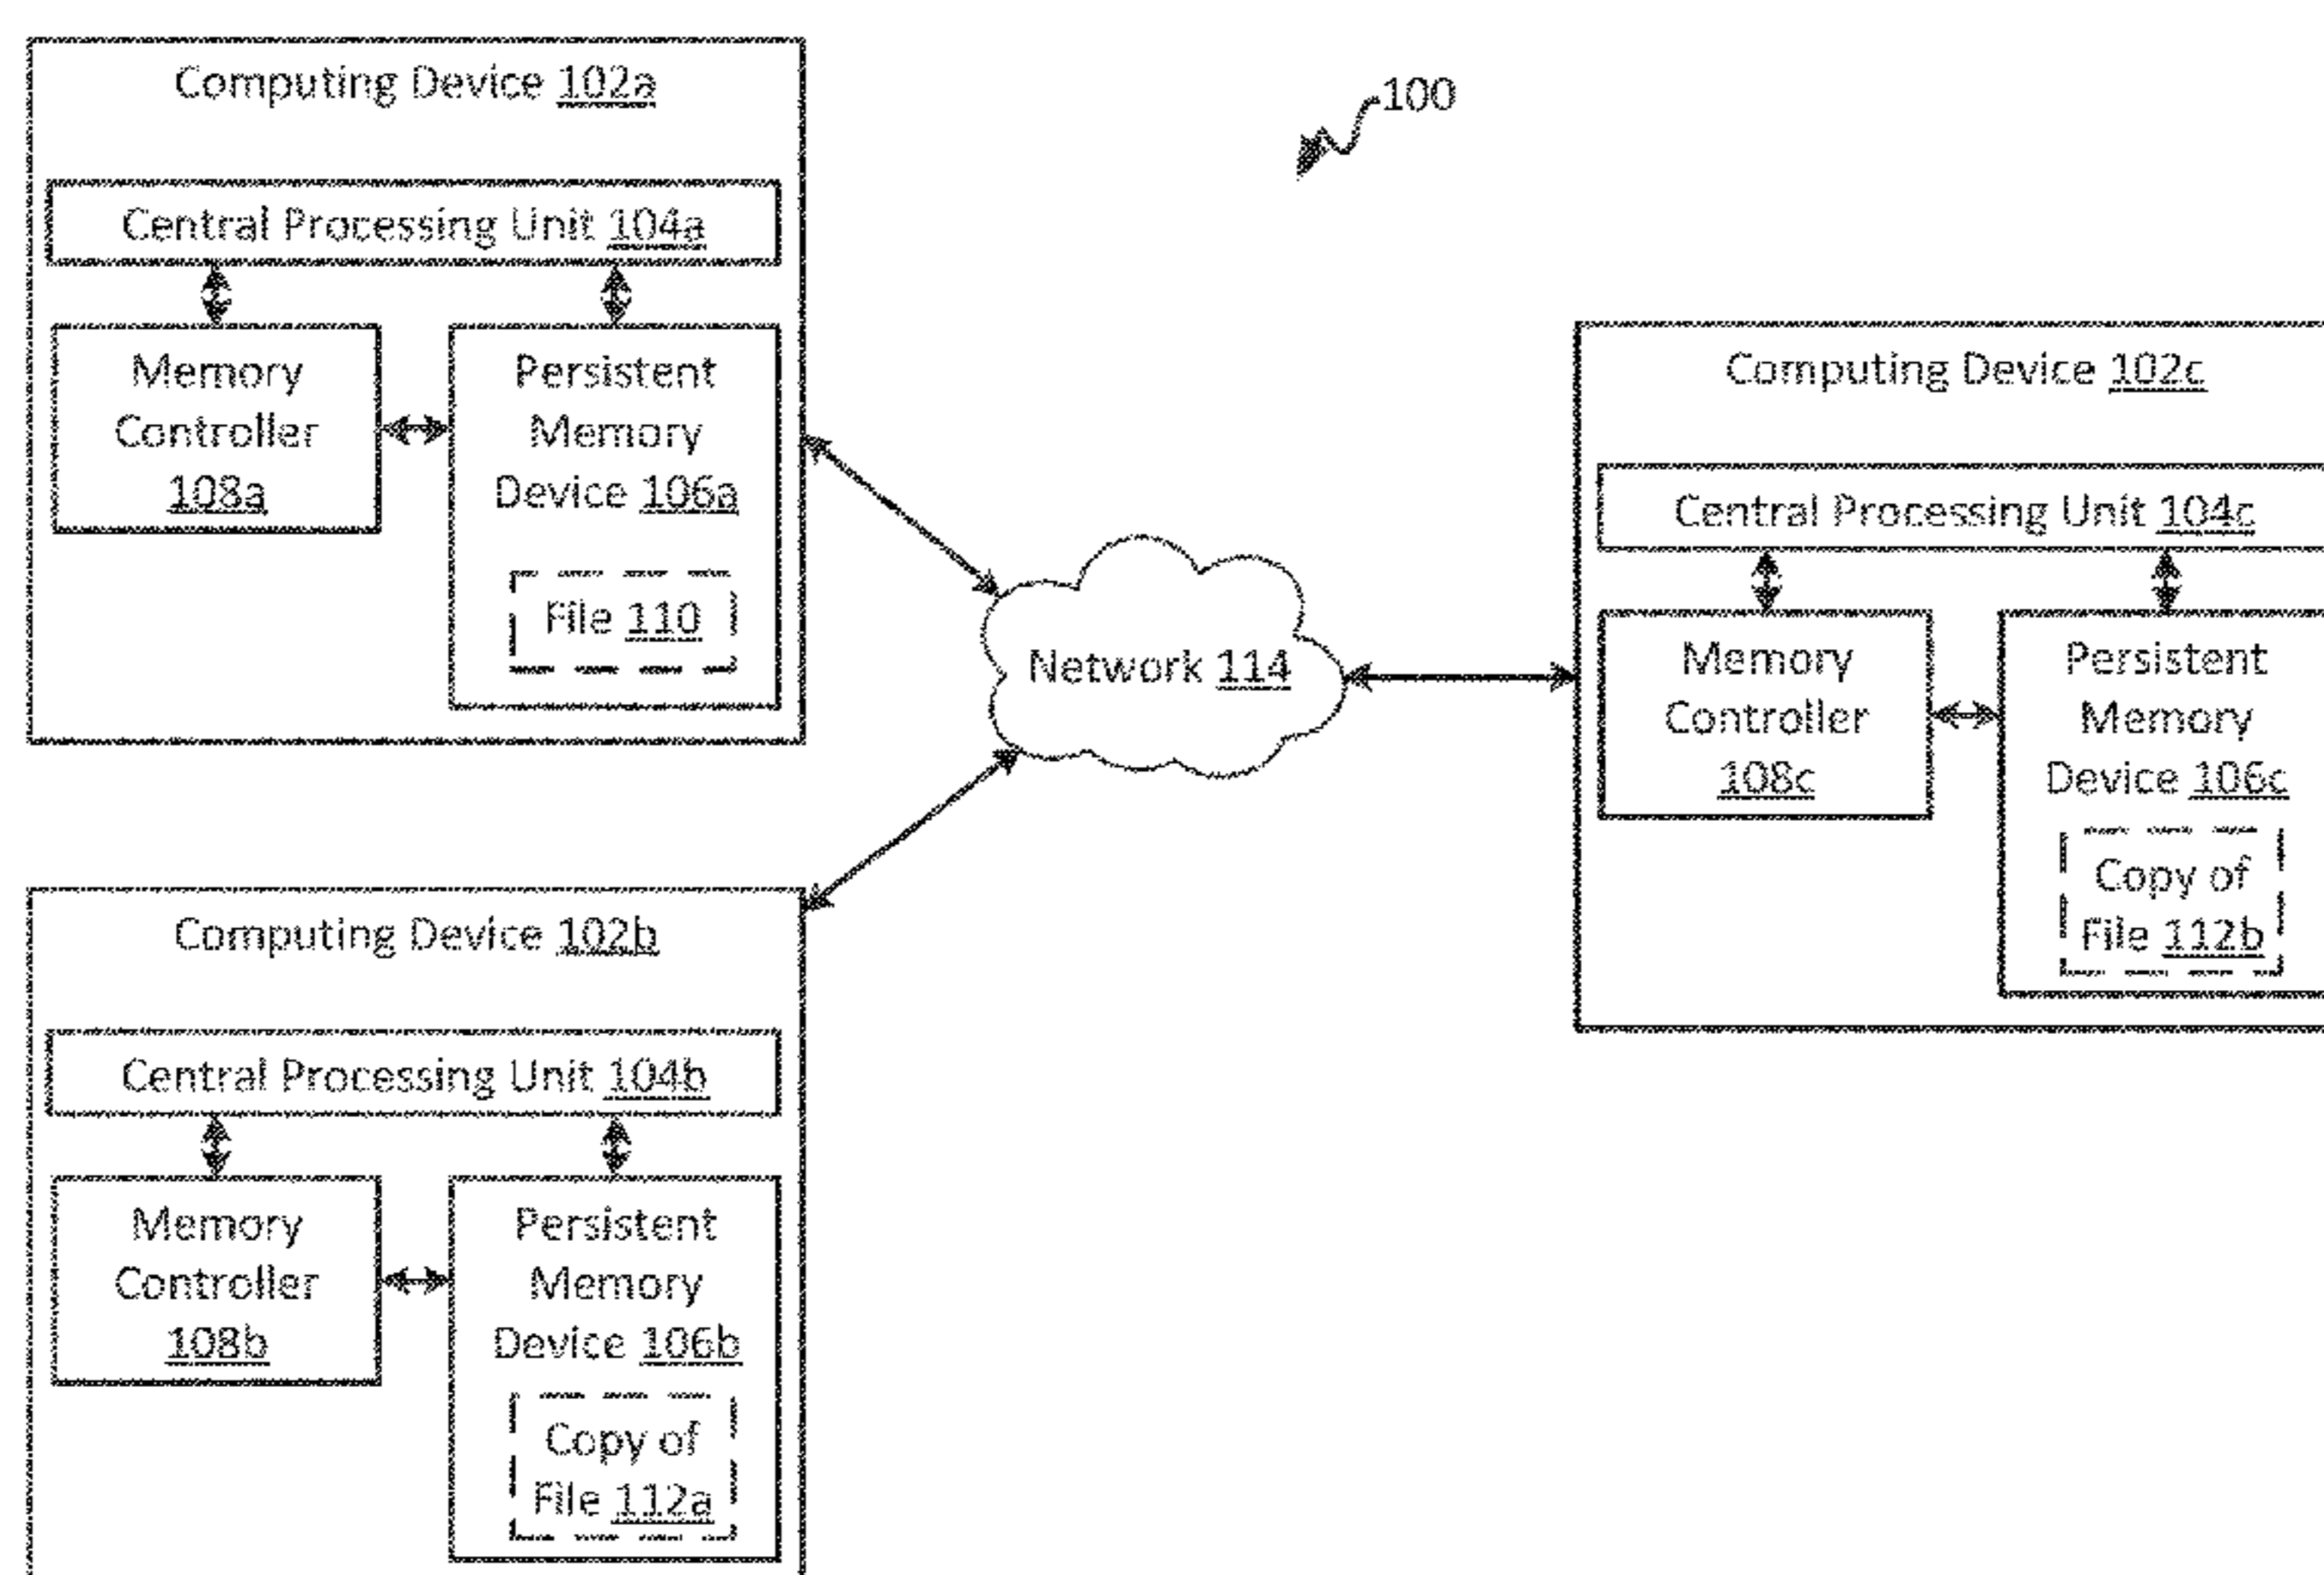 Computing Device 102a
Central Processing Unit 104a
Memory
Controller
108a
Persistent
Memory
Device 106a
File 110
100
Network 114
Computing Device 102b
Central Processing Unit 104b
Memory
Controller
108b
Persistent
Memory
Device 106b
Copy of
File 112a
Computing Device 102c
Central Processing Unit 104c
Memory
Controller
108c
Persistent
Memory
Device 106c
Copy of
File 112b